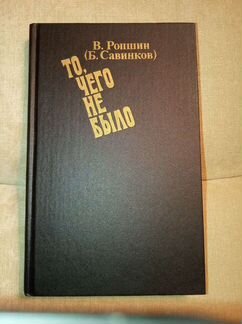 В. Ропшин
(Б. Савинков)
ТО,
ЧЕГО
НЕ
БЫЛО